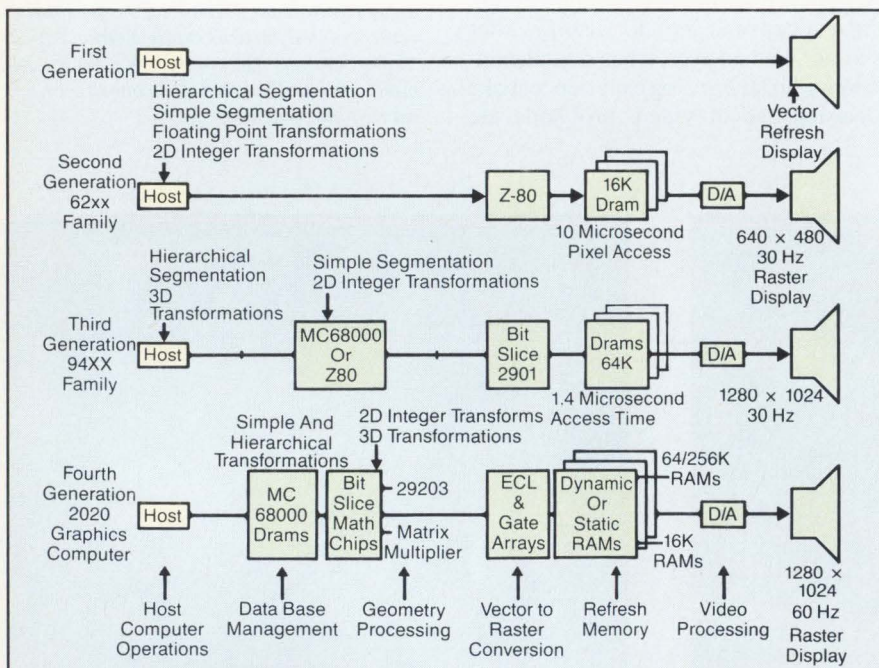 First
Generation
Host
Vector
Refresh
Display
Hierarchical Segmentation
Simple Segmentation
Floating Point Transformations
2D Integer Transformations
Second
Generation
62xx
Family
Host
Z-80
16K
Dram
10 Microsecond
Pixel Access
D/A
640 × 480
30 Hz
Raster
Display
Hierarchical
Segmentation
3D
Transformations
Simple Segmentation
2D Integer Transformations
Third
Generation
94XX
Family
Host
MC68000
Or
Z80
Bit
Slice
2901
Drams
64K
1.4 Microsecond
Access Time
D/A
1280 × 1024
30 Hz
Simple And
Hierarchical
Transformations
2D Integer Transforms
3D Transformations
Fourth
Generation
2020
Graphics
Computer
Host
MC
68000
Drams
Bit
Slice
Math
Chips
29203
Matrix
Multiplier
ECL
&
Gate
Arrays
Dynamic
Or
Static
RAMs
64/256K
RAMs
16K
RAMs
D/A
1280 ×
1024
60 Hz
Raster
Display
Host
Computer
Operations
Data Base
Management
Geometry
Processing
Vector to
Raster
Conversion
Refresh
Memory
Video
Processing